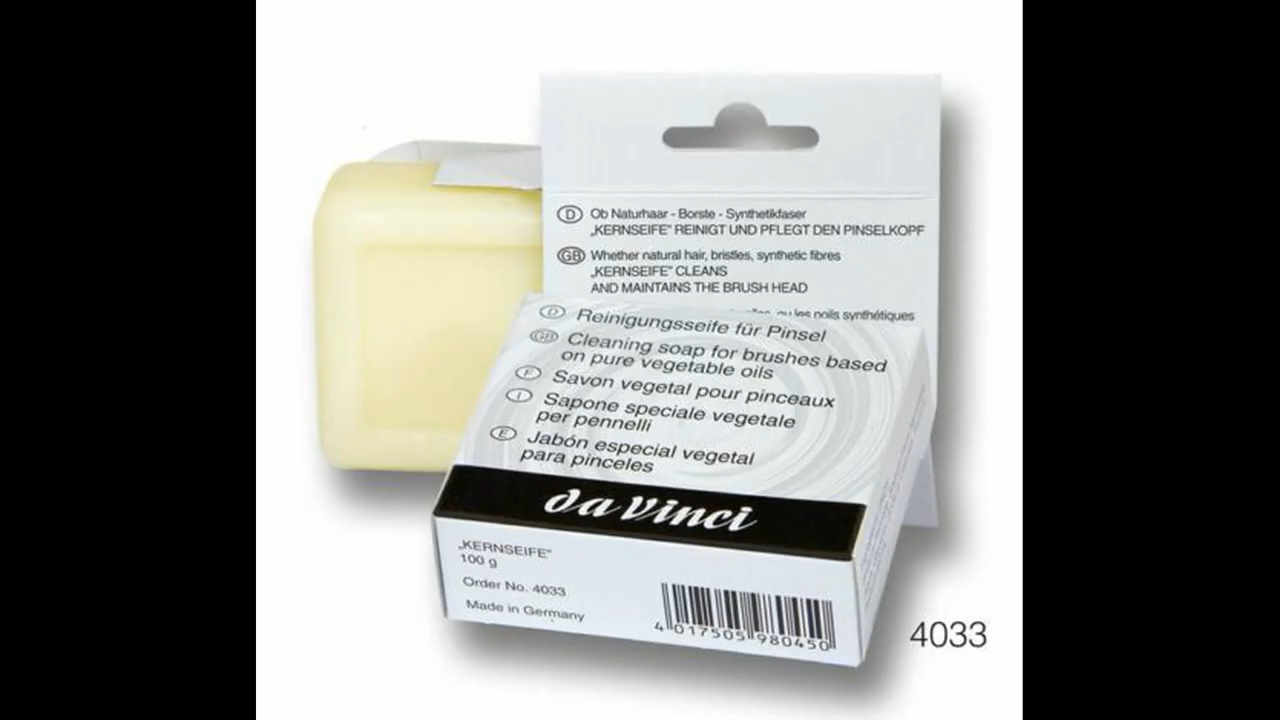 D Ob Naturhaar - Borste - Synthetikfaser
„KERNSEIFE” REINIGT UND PFLEGT DEN PINSELKOPF
GB Whether natural hair, bristles, synthetic fibres
„KERNSEIFE” CLEANS
AND MAINTAINS THE BRUSH HEAD
ou les poils synthétiques
D Reinigungsseife für Pinsel
GB Cleaning soap for brushes based
on pure vegetable oils
F Savon vegetal pour pinceaux
I Sapone speciale vegetale
per pennelli
E Jabón especial vegetal
para pinceles
da Vinci
„KERNSEIFE”
100 g
Order No. 4033
Made in Germany
4 017505 980450
4033